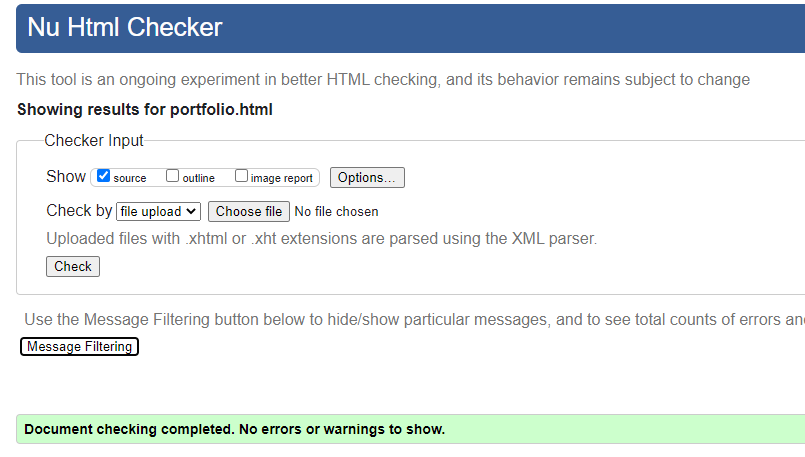 Nu Html Checker
This tool is an ongoing experiment in better HTML checking, and its behavior remains subject to change
Showing results for portfolio.html
Checker Input
Show source outline image report Options...
Check by file upload Choose file No file chosen
Uploaded files with .xhtml or .xht extensions are parsed using the XML parser.
Check
Use the Message Filtering button below to hide/show particular messages, and to see total counts of errors and
Message Filtering
Document checking completed. No errors or warnings to show.